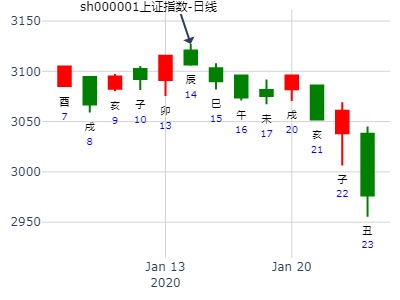 sh000001上证指数-日线
3150
3100
3050
3000
2950
酉
7
戌
8
亥
9
子
10
卯
13
辰
14
巳
15
午
16
未
17
戌
20
亥
21
子
22
丑
23
Jan 13
2020
Jan 20